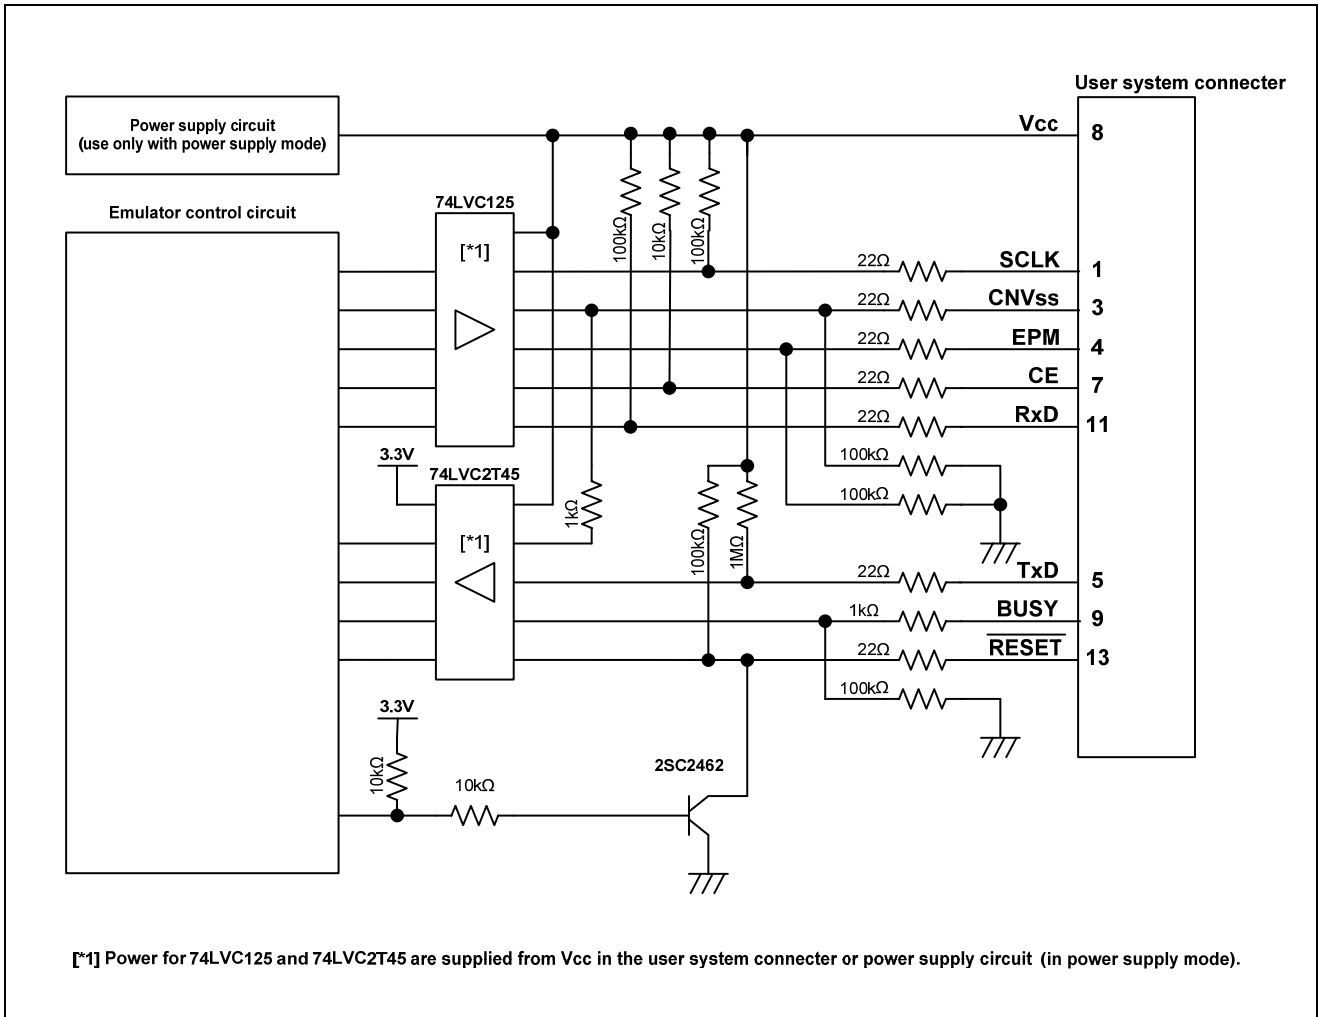 User system connecter
Power supply circuit
(use only with power supply mode)
Vcc
8
Emulator control circuit
74LVC125
[*1]
100kΩ
10kΩ
100kΩ
22Ω
SCLK
1
22Ω
CNVss
3
22Ω
EPM
4
22Ω
CE
7
22Ω
RxD
11
3.3V
74LVC2T45
[*1]
1kΩ
100kΩ
1MΩ
100kΩ
100kΩ
22Ω
TxD
5
1kΩ
BUSY
9
22Ω
RESET
13
100kΩ
3.3V
10kΩ
10kΩ
2SC2462
[*1] Power for 74LVC125 and 74LVC2T45 are supplied from Vcc in the user system connecter or power supply circuit (in power supply mode).